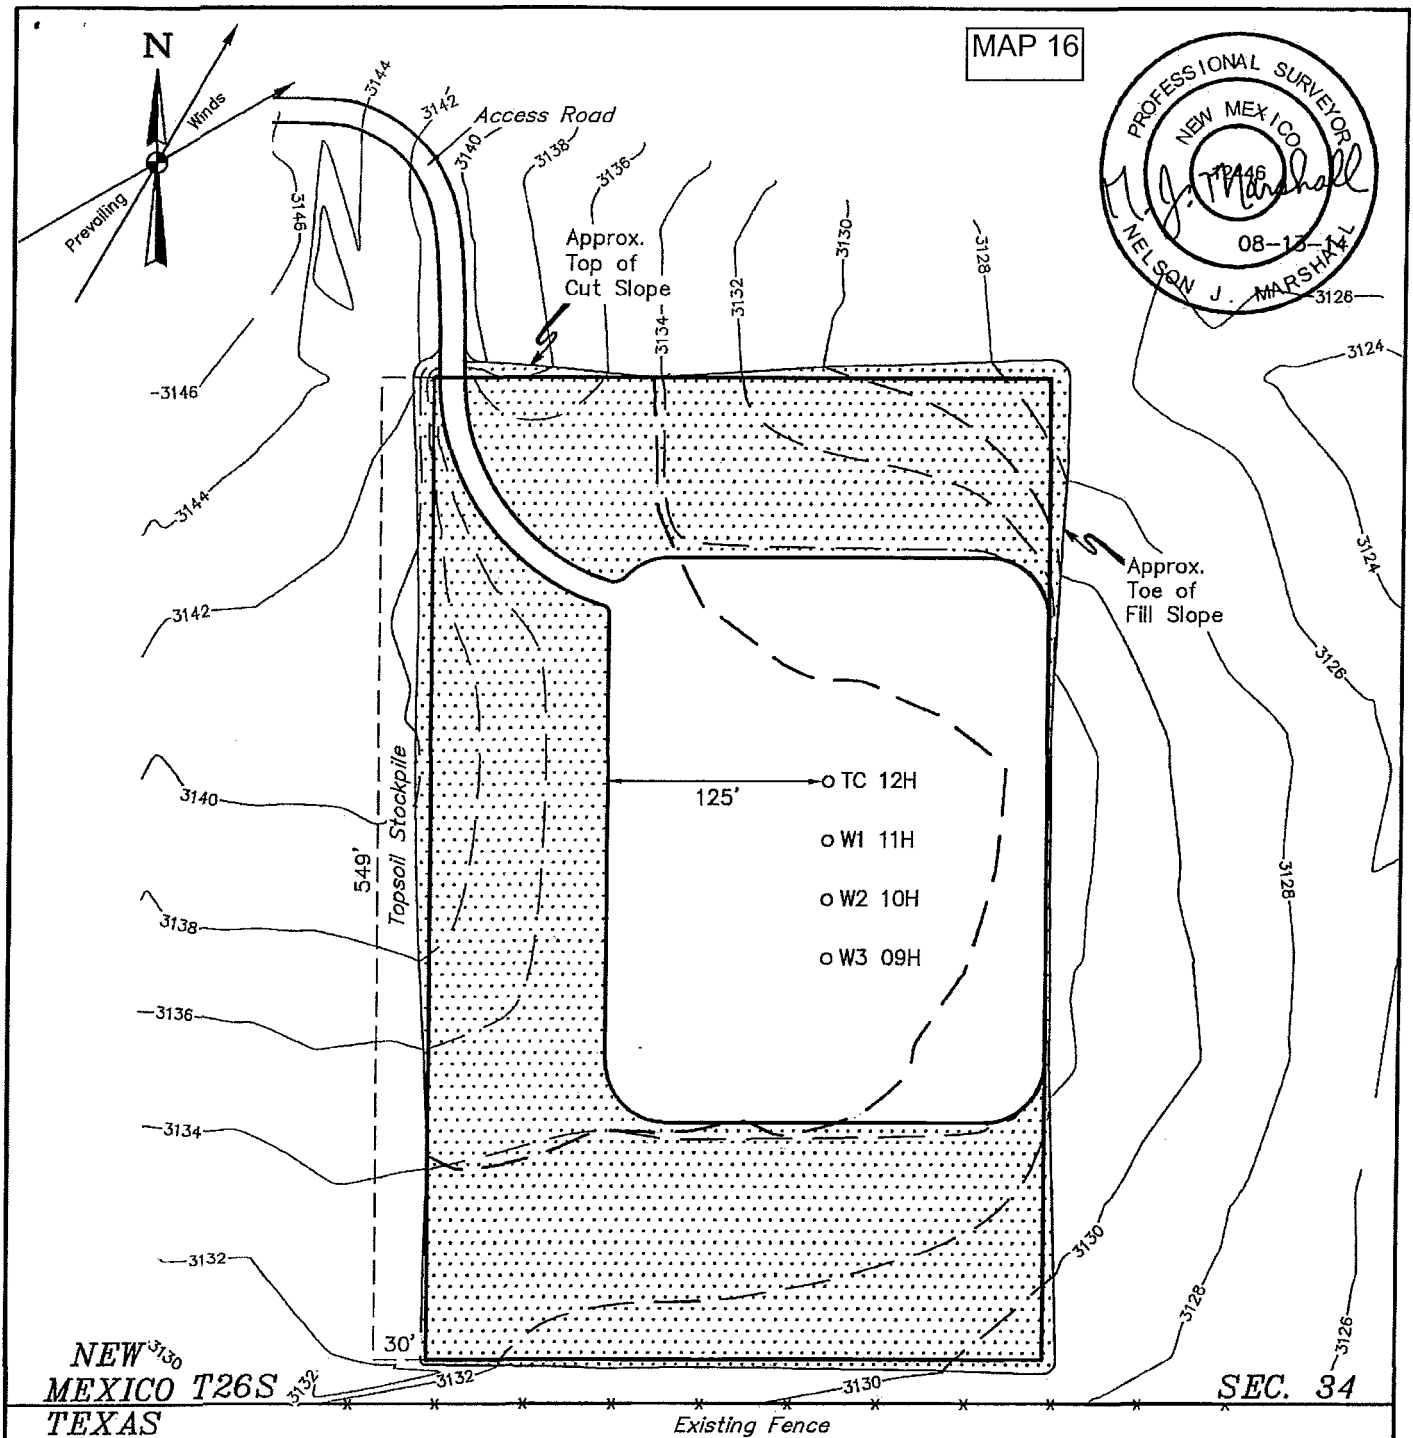 MAP 16
N
Winds
Prevailing
PROFESSIONAL SURVEYOR
NEW MEXICO
12446
N. J. Marshall
08-13-14
NELSON J. MARSHALL
3144
3142
Access Road
3140
3138
3136
3146
Approx.
Top of
Cut Slope
3134
3132
3130
3128
3126
3124
3146
3144
3124
Approx.
Toe of
Fill Slope
3142
3126
Topsoil Stockpile
549'
3140
125'
TC 12H
W1 11H
W2 10H
W3 09H
3128
3138
3136
3134
3132
3130
3128
3126
30'
NEW
3130
MEXICO T26S
3132
3132
3130
SEC. 34
TEXAS
Existing Fence